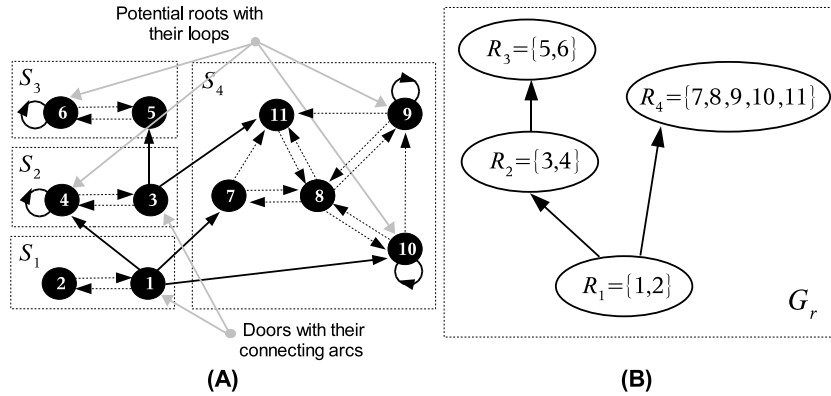 Potential roots with
their loops
S3
6
5
S4
11
9
S2
4
3
7
8
S1
2
1
10
Doors with their
connecting arcs
(A)
R3={5,6}
R4={7,8,9,10,11}
R2={3,4}
R1={1,2}
Gr
(B)